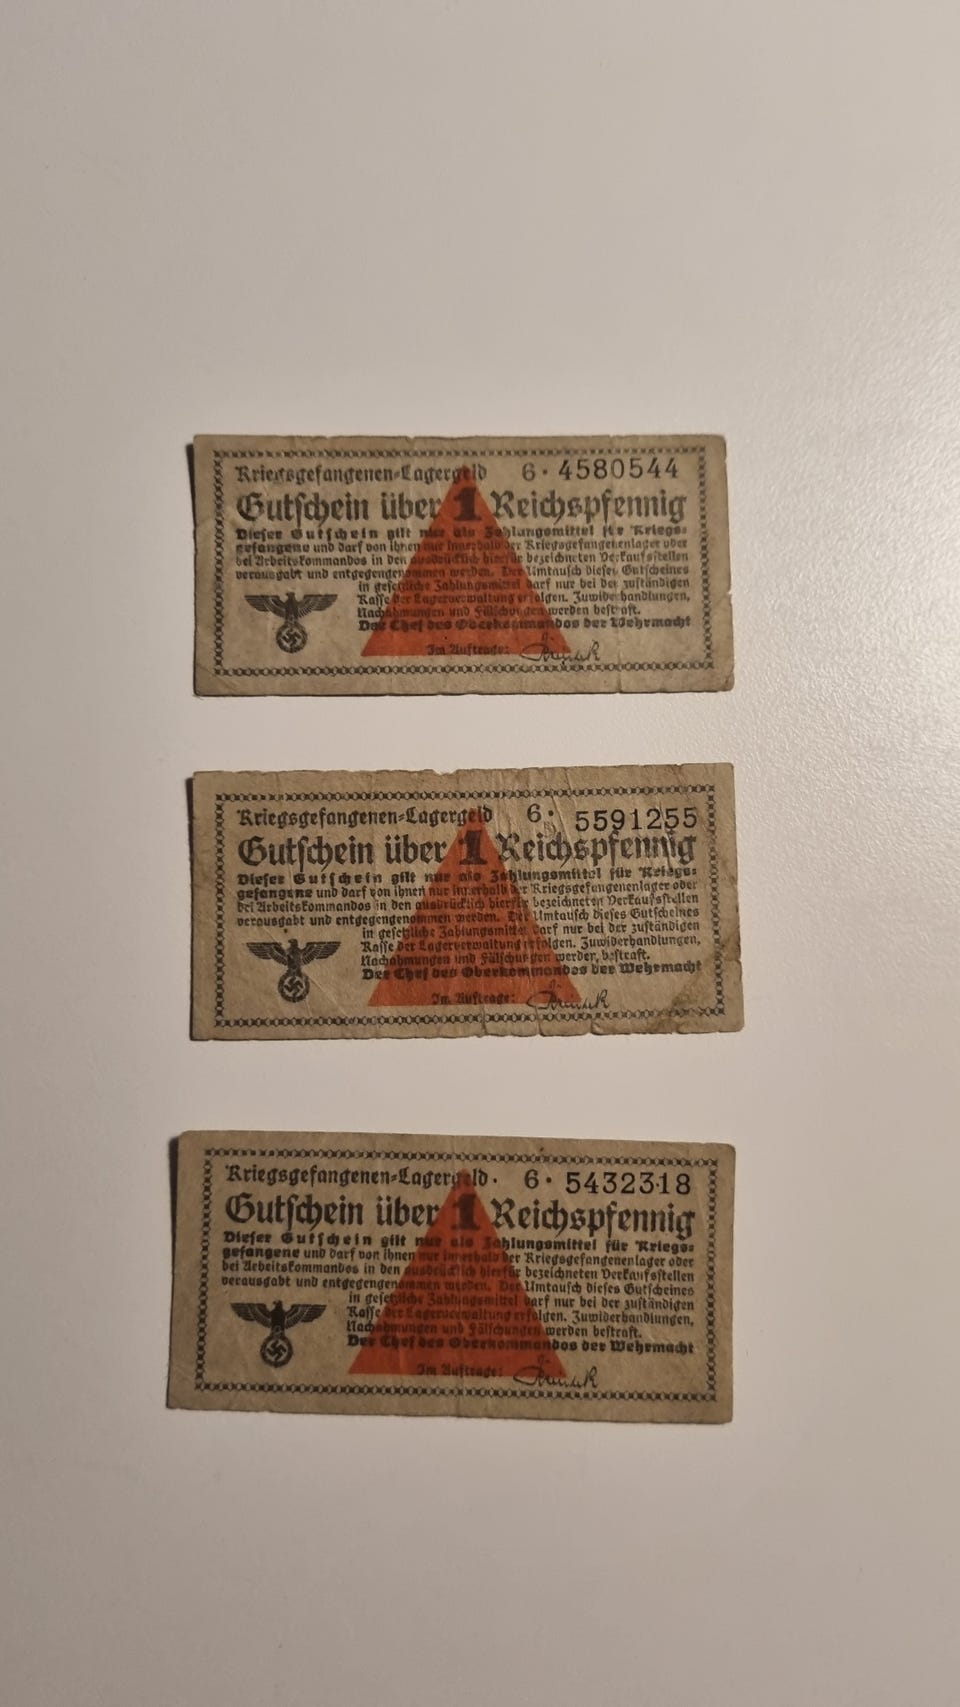 Kriegsgefangenen-Lagergeld 6 · 4580544
Gutschein über 1 Reichspfennig
Dieser Gutschein gilt nur als Zahlungsmittel für Kriegs-
gefangene und darf von ihnen nur innerhalb der Kriegsgefangenenlager oder
bei Arbeitskommandos in den ausdrücklich hierfür bezeichneten Verkaufsstellen
verausgabt und entgegengenommen werden. Der Umtausch dieses Gutscheines
in gesetzliche Zahlungsmittel darf nur bei der zuständigen
Kasse der Lagerverwaltung erfolgen. Zuwiderhandlungen,
Nachahmungen und Fälschungen werden bestraft.
Der Chef des Oberkommandos der Wehrmacht
Im Auftrage:
Kriegsgefangenen-Lagergeld 6 · 5591255
Gutschein über 1 Reichspfennig
Dieser Gutschein gilt nur als Zahlungsmittel für Kriegs-
gefangene und darf von ihnen nur innerhalb der Kriegsgefangenenlager oder
bei Arbeitskommandos in den ausdrücklich hierfür bezeichneten Verkaufsstellen
verausgabt und entgegengenommen werden. Der Umtausch dieses Gutscheines
in gesetzliche Zahlungsmittel darf nur bei der zuständigen
Kasse der Lagerverwaltung erfolgen. Zuwiderhandlungen,
Nachahmungen und Fälschungen werden bestraft.
Der Chef des Oberkommandos der Wehrmacht
Im Auftrage:
Kriegsgefangenen-Lagergeld · 6 · 5432318
Gutschein über 1 Reichspfennig
Dieser Gutschein gilt nur als Zahlungsmittel für Kriegs-
gefangene und darf von ihnen nur innerhalb der Kriegsgefangenenlager oder
bei Arbeitskommandos in den ausdrücklich hierfür bezeichneten Verkaufsstellen
verausgabt und entgegengenommen werden. Der Umtausch dieses Gutscheines
in gesetzliche Zahlungsmittel darf nur bei der zuständigen
Kasse der Lagerverwaltung erfolgen. Zuwiderhandlungen,
Nachahmungen und Fälschungen werden bestraft.
Der Chef des Oberkommandos der Wehrmacht
Im Auftrage: